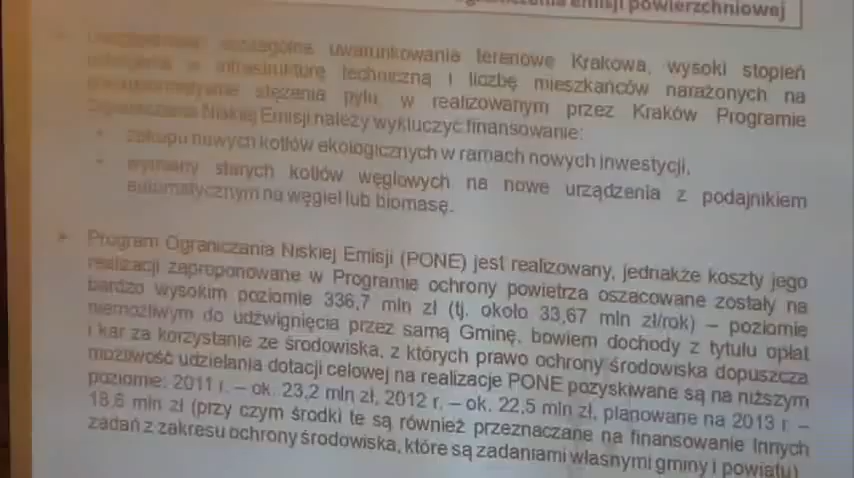 emisji powierzchniowej
szczególne uwarunkowania terenowe Krakowa, wysoki stopień
w infrastrukturę techniczną i liczbę mieszkańców narażonych na
stężenia pyłu, w realizowanym przez Kraków Programie
Ograniczania Niskiej Emisji należy wykluczyć finansowanie:
• zakupu nowych kotłów ekologicznych w ramach nowych inwestycji,
• wymiany starych kotłów węglowych na nowe urządzenia z podajnikiem
automatycznym na węgiel lub biomasę.
Program Ograniczania Niskiej Emisji (PONE) jest realizowany, jednakże koszty jego
realizacji zaproponowane w Programie ochrony powietrza oszacowane zostały na
bardzo wysokim poziomie 336,7 mln zł (tj. około 33,67 mln zł/rok) – poziomie
niemożliwym do udźwignięcia przez samą Gminę, bowiem dochody z tytułu opłat
i kar za korzystanie ze środowiska, z których prawo ochrony środowiska dopuszcza
możliwość udzielania dotacji celowej na realizacje PONE pozyskiwane są na niższym
poziomie: 2011 r. – ok. 23,2 mln zł, 2012 r. – ok. 22,5 mln zł, planowane na 2013 r –
18,6 mln zł (przy czym środki te są również przeznaczane na finansowanie innych
zadań z zakresu ochrony środowiska, które są zadaniami własnymi gminy i powiatu)